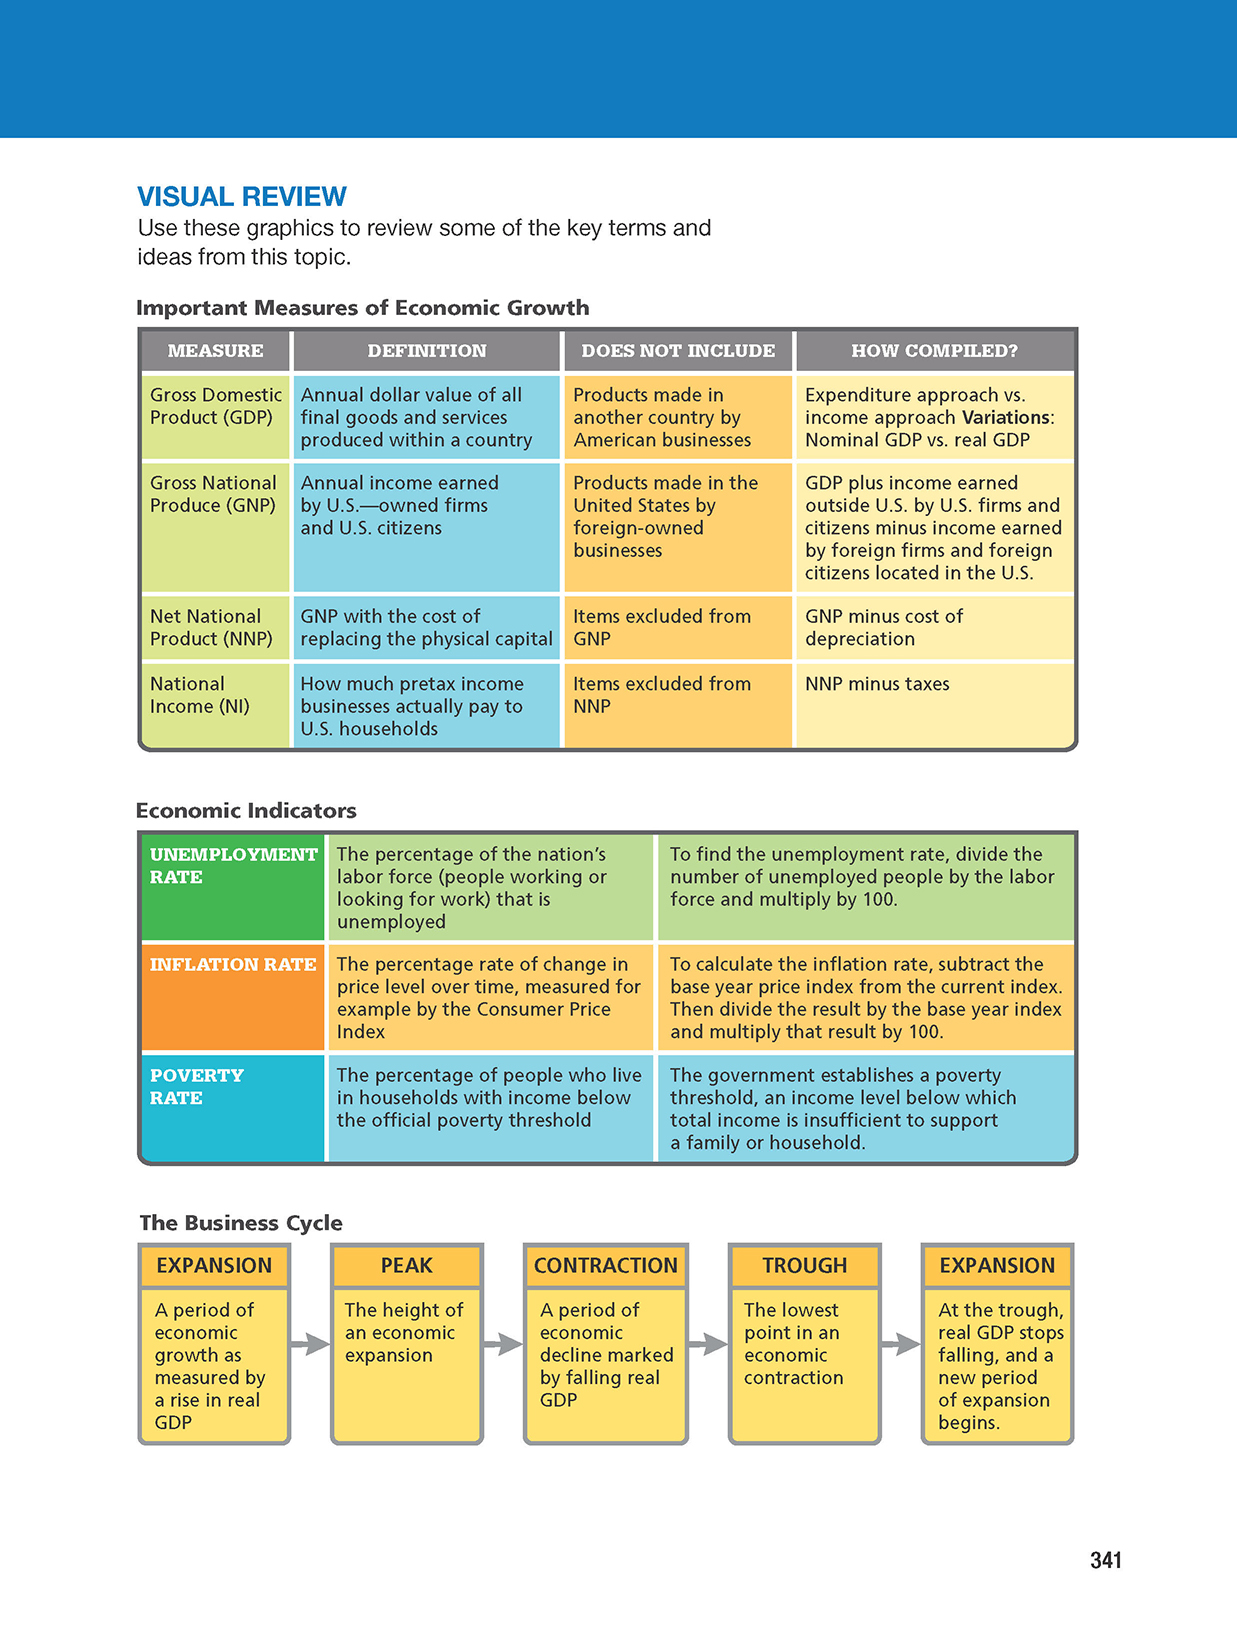 VISUAL REVIEW
Use these graphics to review some of the key terms and
ideas from this topic.
Important Measures of Economic Growth
MEASURE
DEFINITION
DOES NOT INCLUDE
HOW COMPILED?
Gross Domestic
Product (GDP)
Annual dollar value of all
final goods and services
produced within a country
Products made in
another country by
American businesses
Expenditure approach vs.
income approach Variations:
Nominal GDP vs. real GDP
Gross National
Produce (GNP)
Annual income earned
by U.S.—owned firms
and U.S. citizens
Products made in the
United States by
foreign-owned
businesses
GDP plus income earned
outside U.S. by U.S. firms and
citizens minus income earned
by foreign firms and foreign
citizens located in the U.S.
Net National
Product (NNP)
GNP with the cost of
replacing the physical capital
Items excluded from
GNP
GNP minus cost of
depreciation
National
Income (NI)
How much pretax income
businesses actually pay to
U.S. households
Items excluded from
NNP
NNP minus taxes
Economic Indicators
UNEMPLOYMENT
RATE
The percentage of the nation's
labor force (people working or
looking for work) that is
unemployed
To find the unemployment rate, divide the
number of unemployed people by the labor
force and multiply by 100.
INFLATION RATE
The percentage rate of change in
price level over time, measured for
example by the Consumer Price
Index
To calculate the inflation rate, subtract the
base year price index from the current index.
Then divide the result by the base year index
and multiply that result by 100.
POVERTY
RATE
The percentage of people who live
in households with income below
the official poverty threshold
The government establishes a poverty
threshold, an income level below which
total income is insufficient to support
a family or household.
The Business Cycle
EXPANSION
A period of
economic
growth as
measured by
a rise in real
GDP
PEAK
The height of
an economic
expansion
CONTRACTION
A period of
economic
decline marked
by falling real
GDP
TROUGH
The lowest
point in an
economic
contraction
EXPANSION
At the trough,
real GDP stops
falling, and a
new period
of expansion
begins.
341